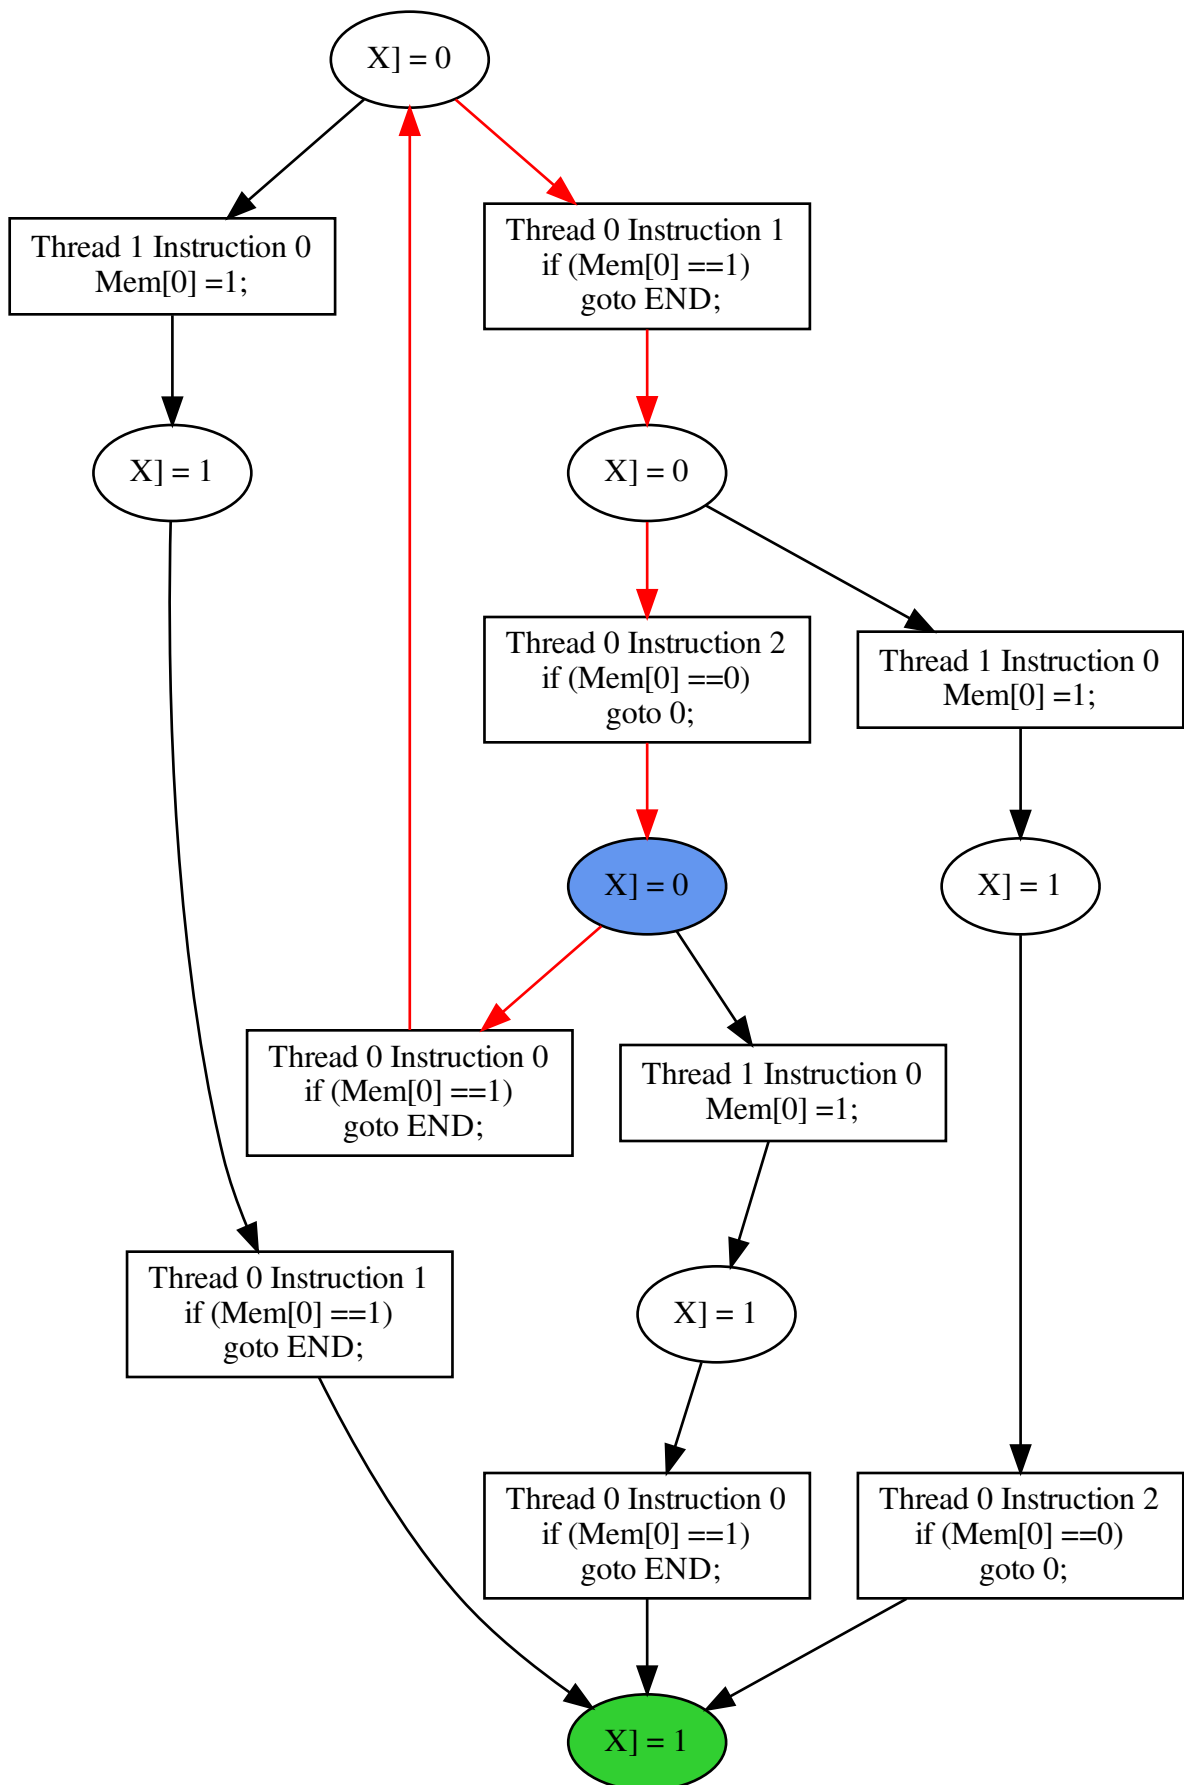 X] = 0
Thread 1 Instruction 0
Mem[0] =1;
Thread 0 Instruction 1
if (Mem[0] ==1)
goto END;
X] = 1
X] = 0
Thread 0 Instruction 2
if (Mem[0] ==0)
goto 0;
Thread 1 Instruction 0
Mem[0] =1;
X] = 0
X] = 1
Thread 0 Instruction 0
if (Mem[0] ==1)
goto END;
Thread 1 Instruction 0
Mem[0] =1;
Thread 0 Instruction 1
if (Mem[0] ==1)
goto END;
X] = 1
Thread 0 Instruction 0
if (Mem[0] ==1)
goto END;
Thread 0 Instruction 2
if (Mem[0] ==0)
goto 0;
X] = 1